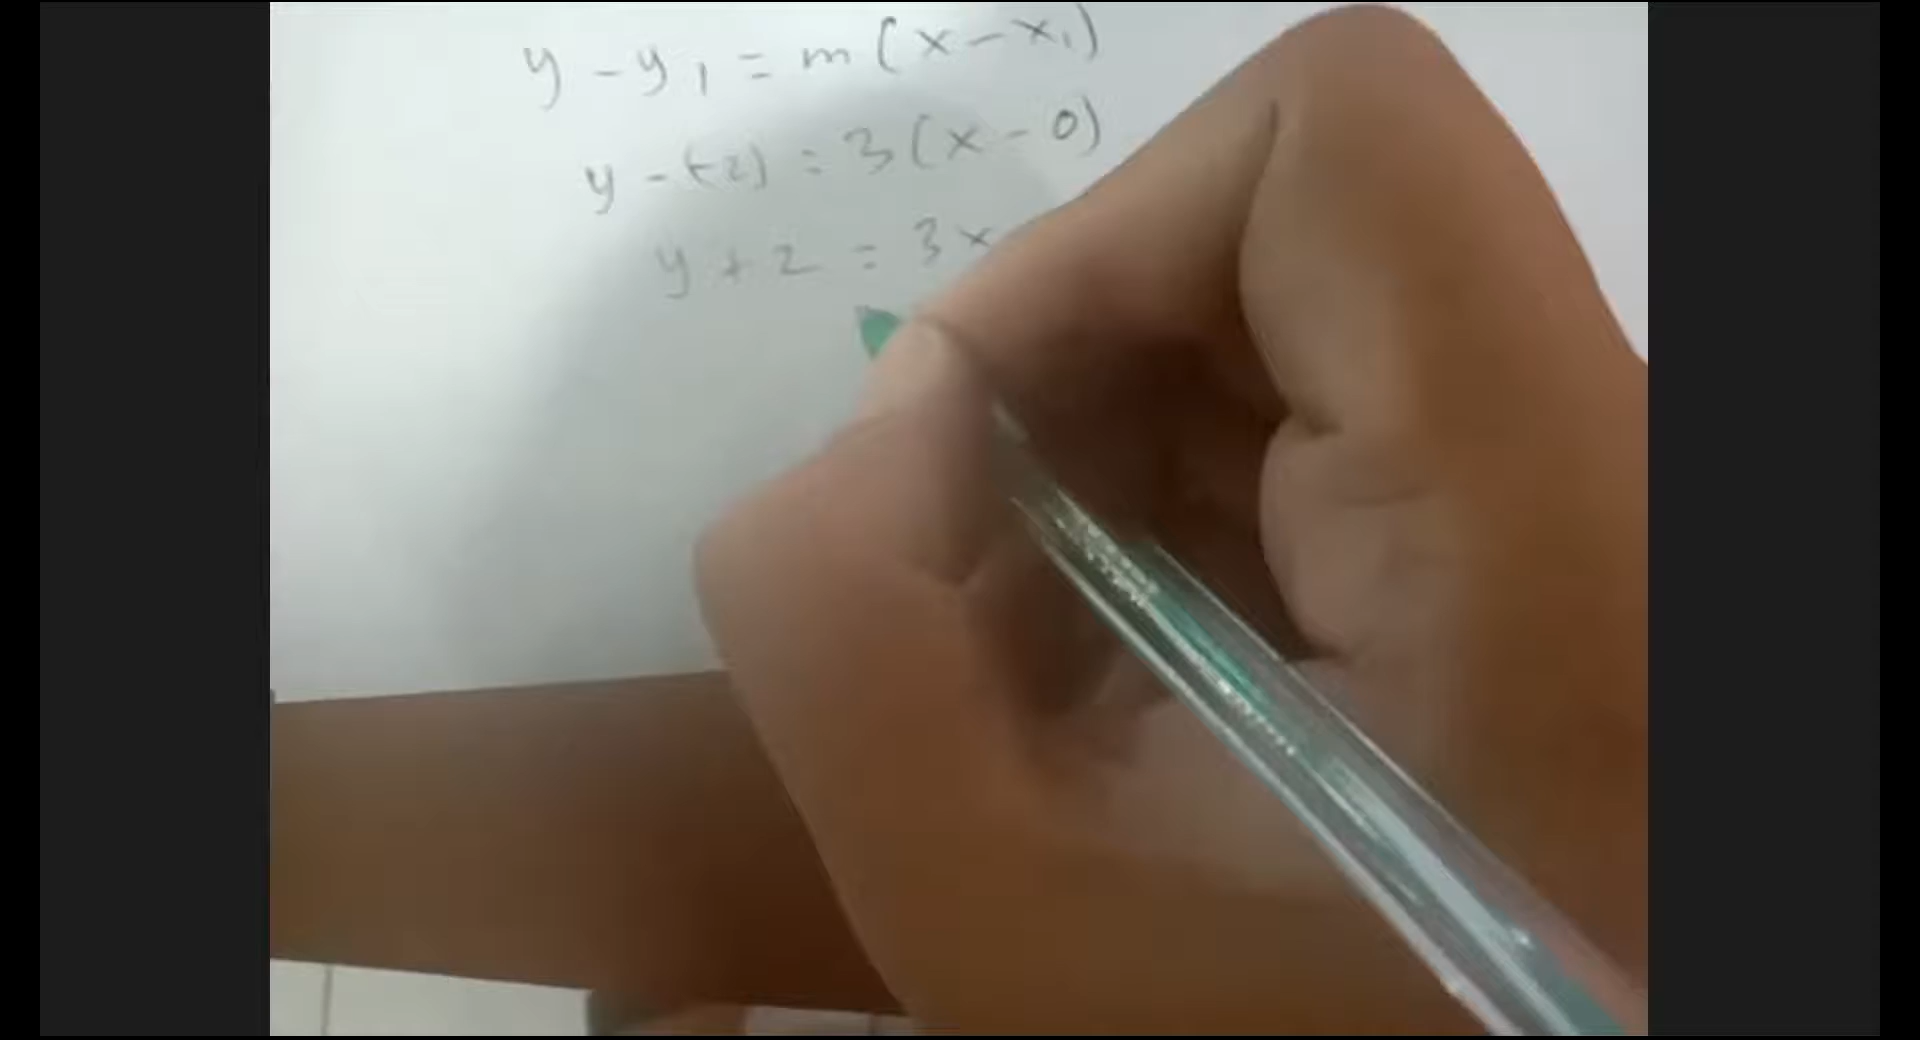 y - y₁ = m(x - x₁)
y - (-2) = 3(x - 0)
y + 2 = 3x